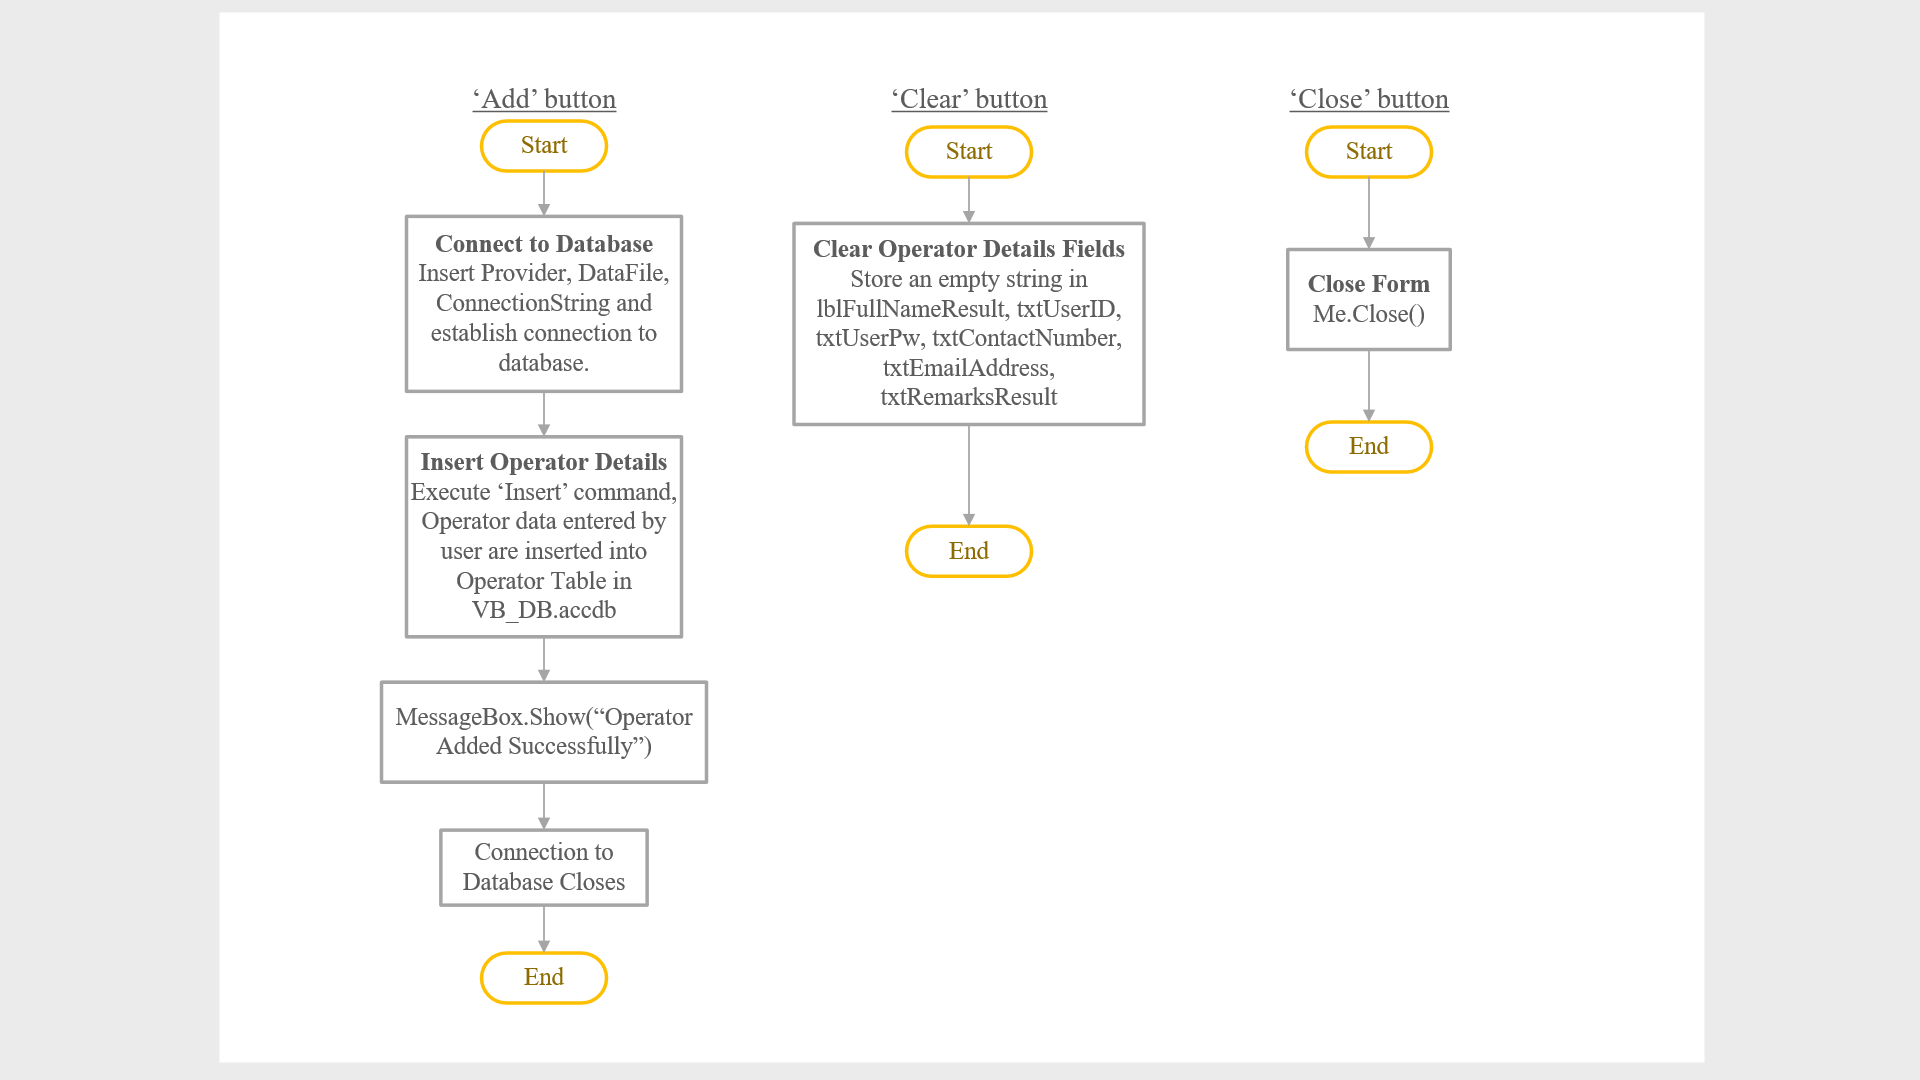 ‘Add’ button
Start
Connect to Database
Insert Provider, DataFile,
ConnectionString and
establish connection to
database.
Insert Operator Details
Execute ‘Insert’ command,
Operator data entered by
user are inserted into
Operator Table in
VB_DB.accdb
MessageBox.Show(“Operator
Added Successfully”)
Connection to
Database Closes
End
‘Clear’ button
Start
Clear Operator Details Fields
Store an empty string in
lblFullNameResult, txtUserID,
txtUserPw, txtContactNumber,
txtEmailAddress,
txtRemarksResult
End
‘Close’ button
Start
Close Form
Me.Close()
End